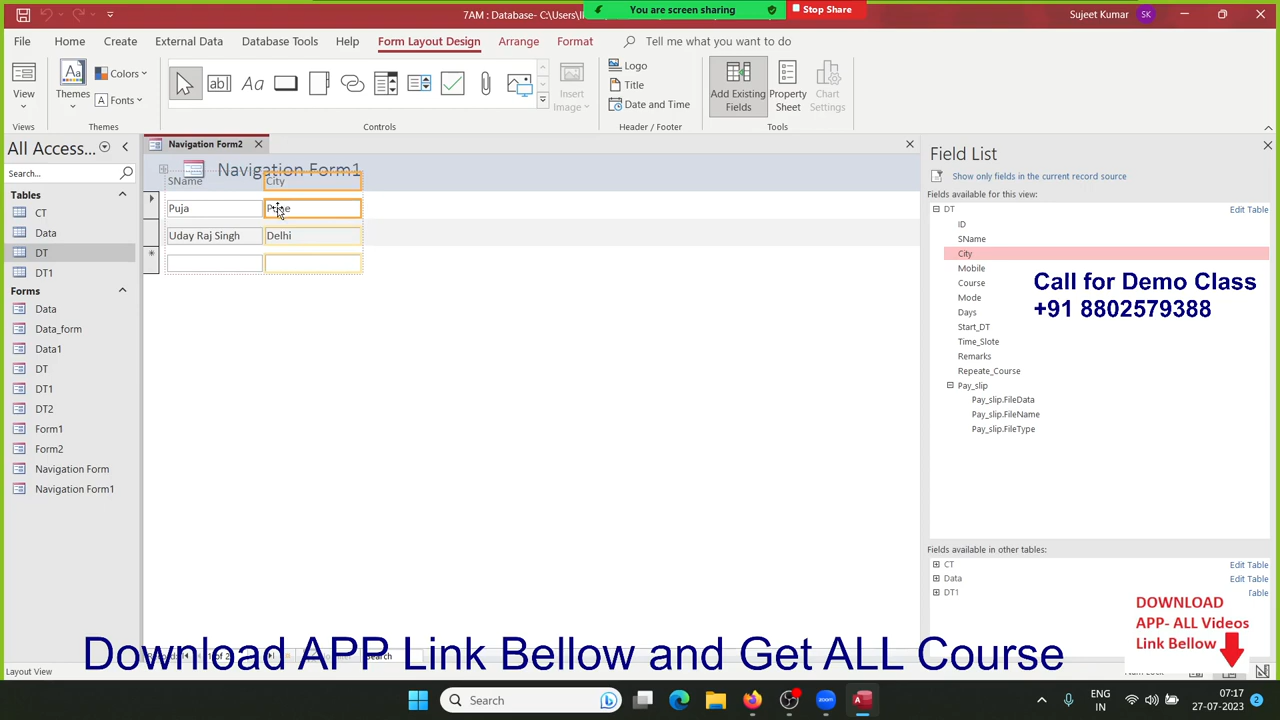 7AM : Database- C:\Users\
You are screen sharing
Stop Share
Sujeet Kumar
SK
File
Home
Create
External Data
Database Tools
Help
Form Layout Design
Arrange
Format
Tell me what you want to do
View
Themes
Colors
Fonts
Insert Image
Logo
Title
Date and Time
Add Existing Fields
Property Sheet
Chart Settings
Views
Themes
Controls
Header / Footer
Tools
All Access...
Search...
Tables
CT
Data
DT
DT1
Forms
Data
Data_form
Data1
DT
DT1
DT2
Form1
Form2
Navigation Form
Navigation Form1
Navigation Form2
Navigation Form1
SName
City
Puja
Uday Raj Singh
Delhi
Field List
Show only fields in the current record source
Fields available for this view:
DT
Edit Table
ID
SName
City
Mobile
Course
Mode
Days
Start_DT
Time_Slote
Remarks
Repeate_Course
Pay_slip
Pay_slip.FileData
Pay_slip.FileName
Pay_slip.FileType
Call for Demo Class
+91 8802579388
Fields available in other tables:
CT
Edit Table
Data
Edit Table
DT1
Table
DOWNLOAD
APP- ALL Videos
Link Bellow
Download APP Link Bellow and Get ALL Course
Search
Layout View
Num Lock
Search
ENG
IN
07:17
27-07-2023
2